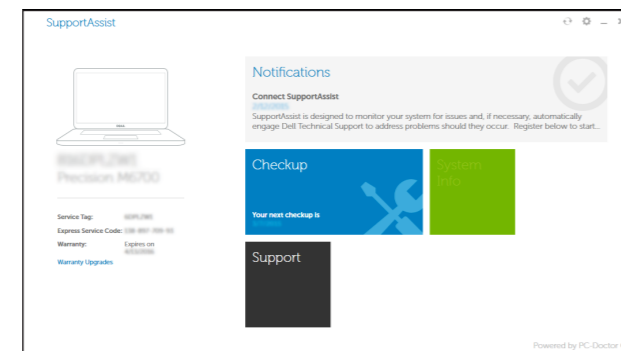 SupportAssist
Notifications
Connect SupportAssist
SupportAssist is designed to monitor your system for issues and, if necessary, automatically
engage Dell Technical Support to address problems should they occur. Register below to start...
DELL
Precision M6700
Checkup
System
Info
Service Tag:
Express Service Code:
Warranty: Expires on
Warranty Upgrades
Your next checkup is
Support
Powered by PC-Doctor